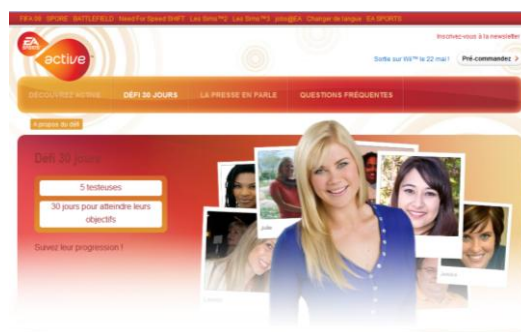 FIFA 09 SPORE BATTLEFIELD Need For Speed SHIFT Les Sims™2 Les Sims™3 jobs@EA Changer de langue EA SPORTS
Inscrivez-vous à la newsletter
EA SPORTS
active
Sortie sur Wii™ le 22 mai !
Pré-commandez >
DÉCOUVREZ ACTIVE
DÉFI 30 JOURS
LA PRESSE EN PARLE
QUESTIONS FRÉQUENTES
A propos du défi
Défi 30 jours
5 testeuses
30 jours pour atteindre leurs
objectifs
Suivez leur progression !
Julie